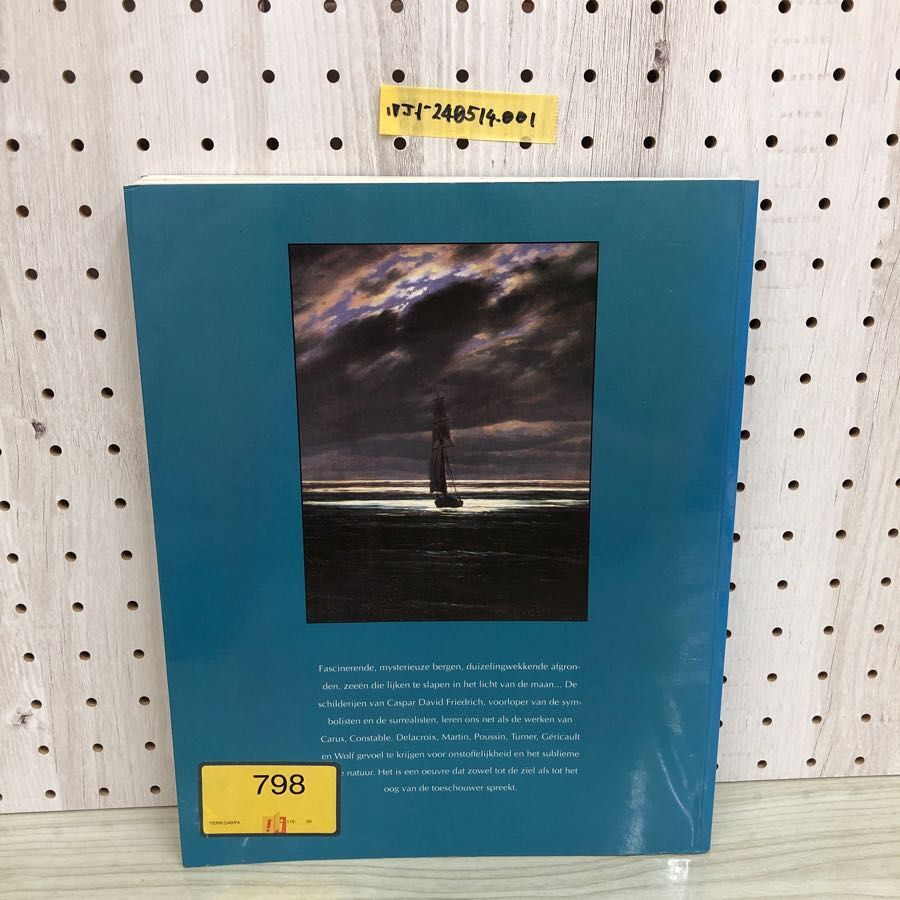 240514.001
Fascinerende, mysterieuze bergen, duizelingwekkende afgron-
den, zeeën die lijken te slapen in het licht van de maan... De
schilderijen van Caspar David Friedrich, voorloper van de sym-
bolisten en de surrealisten, leren ons net als de werken van
Carus, Constable, Delacroix, Martin, Poussin, Turner, Géricault
en Wolf gevoel te krijgen voor onstoffelijkheid en het sublieme
natuur. Het is een oeuvre dat zowel tot de ziel als tot het
oog van de toeschouwer spreekt.
798
TERR.CASPA